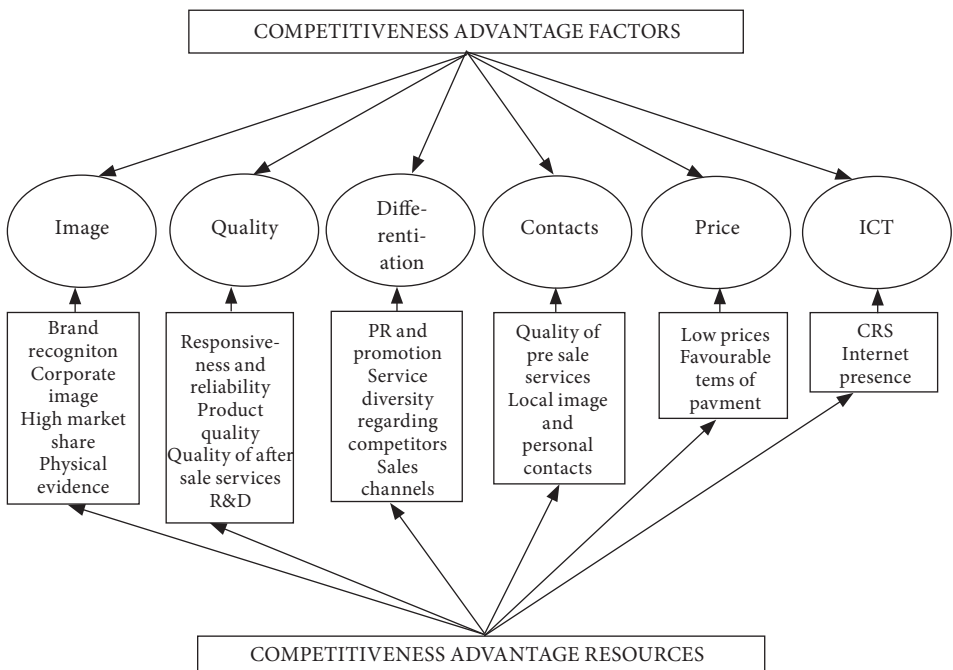 COMPETITIVENESS ADVANTAGE FACTORS
Image
Quality
Diffe-
renti-
ation
Contacts
Price
ICT
Brand
recogniton
Corporate
image
High market
share
Physical
evidence
Responsive-
ness and
reliability
Product
quality
Quality of after
sale services
R&D
PR and
promotion
Service
diversity
regarding
competitors
Sales
channels
Quality of
pre sale
services
Local image
and
personal
contacts
Low prices
Favourable
tems of
pavment
CRS
Internet
presence
COMPETITIVENESS ADVANTAGE RESOURCES